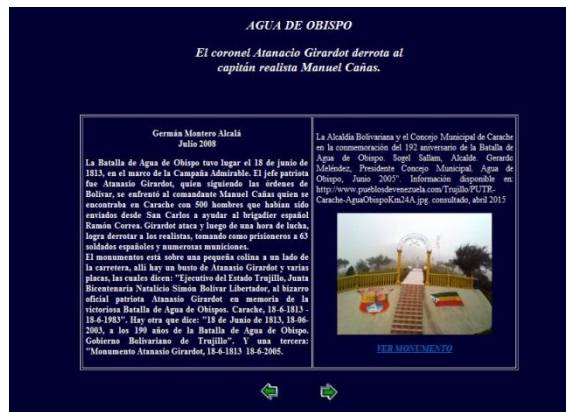 AGUA DE OBISPO
El coronel Atanacio Girardot derrota al
capitán realista Manuel Cañas.
Germán Montero Alcalá
Julio 2008
La Batalla de Agua de Obispo tuvo lugar el 18 de junio de
1813, en el marco de la Campaña Admirable. El jefe patriota
fue Atanasio Girardot, quien siguiendo las órdenes de
Bolívar, se enfrentó al comandante Manuel Cañas quien se
encontraba en Carache con 500 hombres que habían sido
enviados desde San Carlos a ayudar al brigadier español
Ramón Correa. Girardot ataca y luego de una hora de lucha,
logra derrotar a los realistas, tomando como prisioneros a 63
soldados españoles y numerosas municiones.
El monumentos está sobre una pequeña colina a un lado de
la carretera, allí hay un busto de Atanasio Girardot y varias
placas, las cuales dicen: "Ejecutivo del Estado Trujillo, Junta
Bicentenaria Natalicio Simón Bolívar Libertador, al bizarro
oficial patriota Atanasio Girardot en memoria de la
victoriosa Batalla de Agua de Obispos. Carache, 18-6-1813 -
18-6-1983". Hay otra que dice: "18 de Junio de 1813, 18-06-
2003, a los 190 años de la Batalla de Agua de Obispo.
Gobierno Bolivariano de Trujillo". Y una tercera:
"Monumento Atanasio Girardot, 18-6-1813 18-6-2005.
La Alcaldía Bolivariana y el Concejo Municipal de Carache
en la conmemoración del 192 aniversario de la Batalla de
Agua de Obispo. Sogel Sallam, Alcalde. Gerardo
Meléndez, Presidente Concejo Municipal. Agua de
Obispo, Junio 2005". Información disponible en:
http://www.pueblosdevenezuela.com/Trujillo/PUTR-
Carache-AguaObispoKm24A.jpg. consultado, abril 2015
VER MONUMENTO